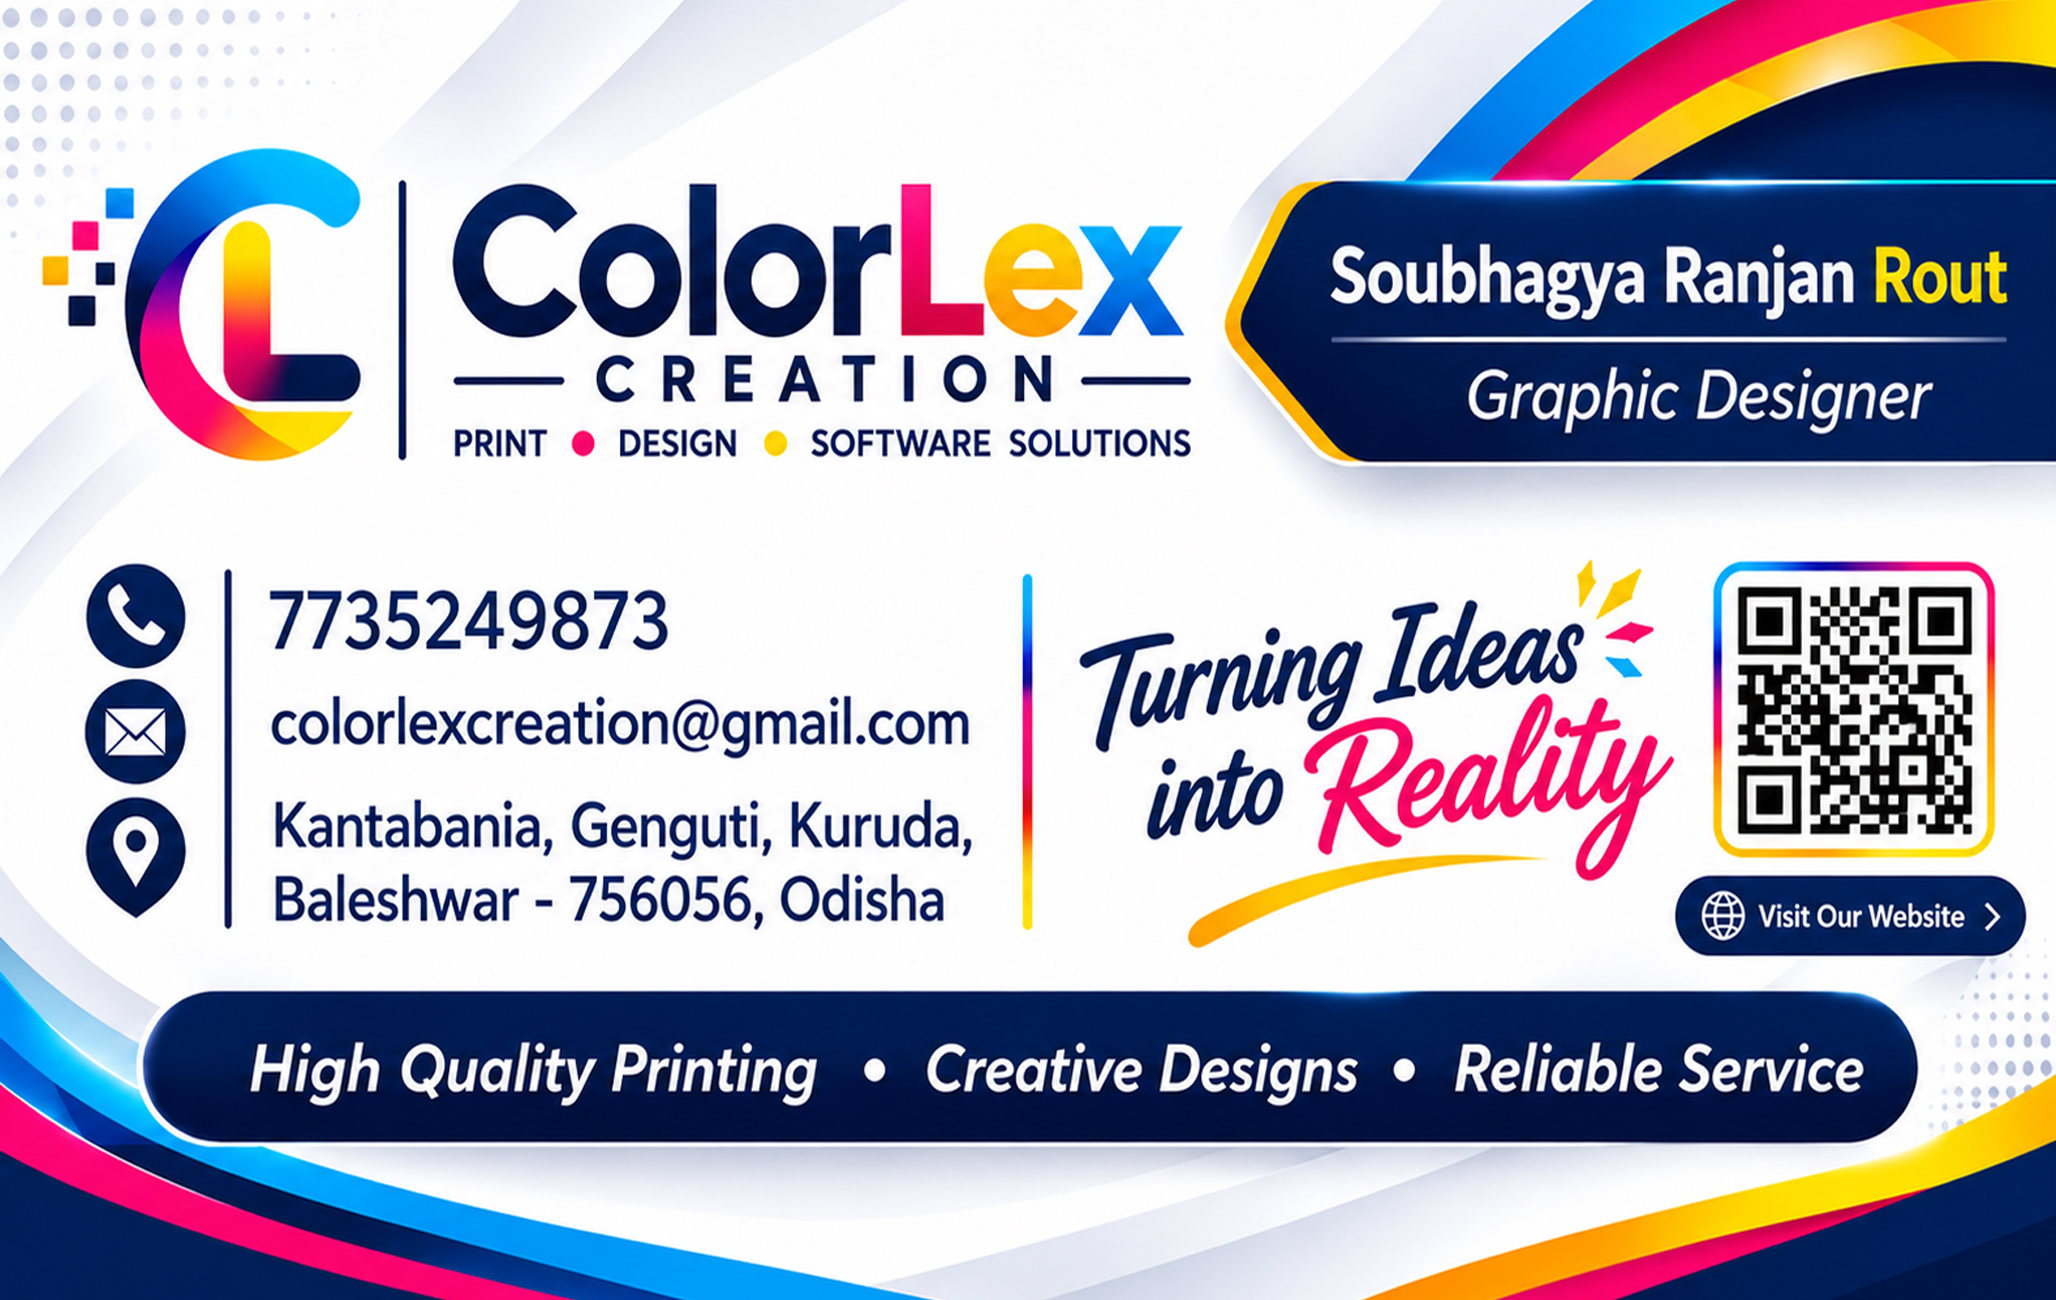 CL
ColorLex
CREATION
PRINT • DESIGN • SOFTWARE SOLUTIONS
Soubhagya Ranjan Rout
Graphic Designer
7735249873
colorlexcreation@gmail.com
Kantabania, Genguti, Kuruda,
Baleshwar - 756056, Odisha
Turning Ideas
into Reality
Visit Our Website
High Quality Printing • Creative Designs • Reliable Service